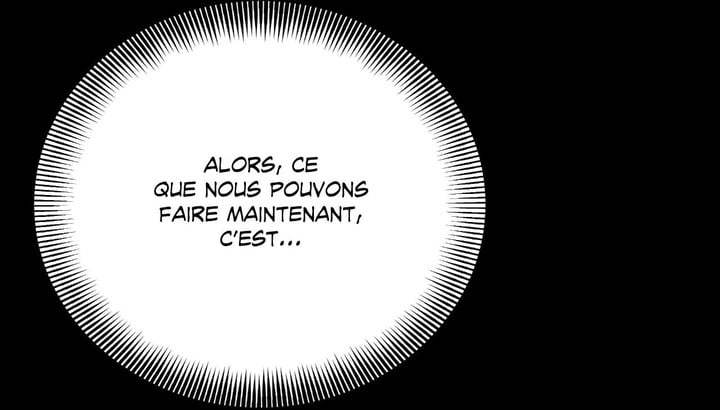 ALORS, CE
QUE NOUS POUVONS
FAIRE MAINTENANT,
C'EST...